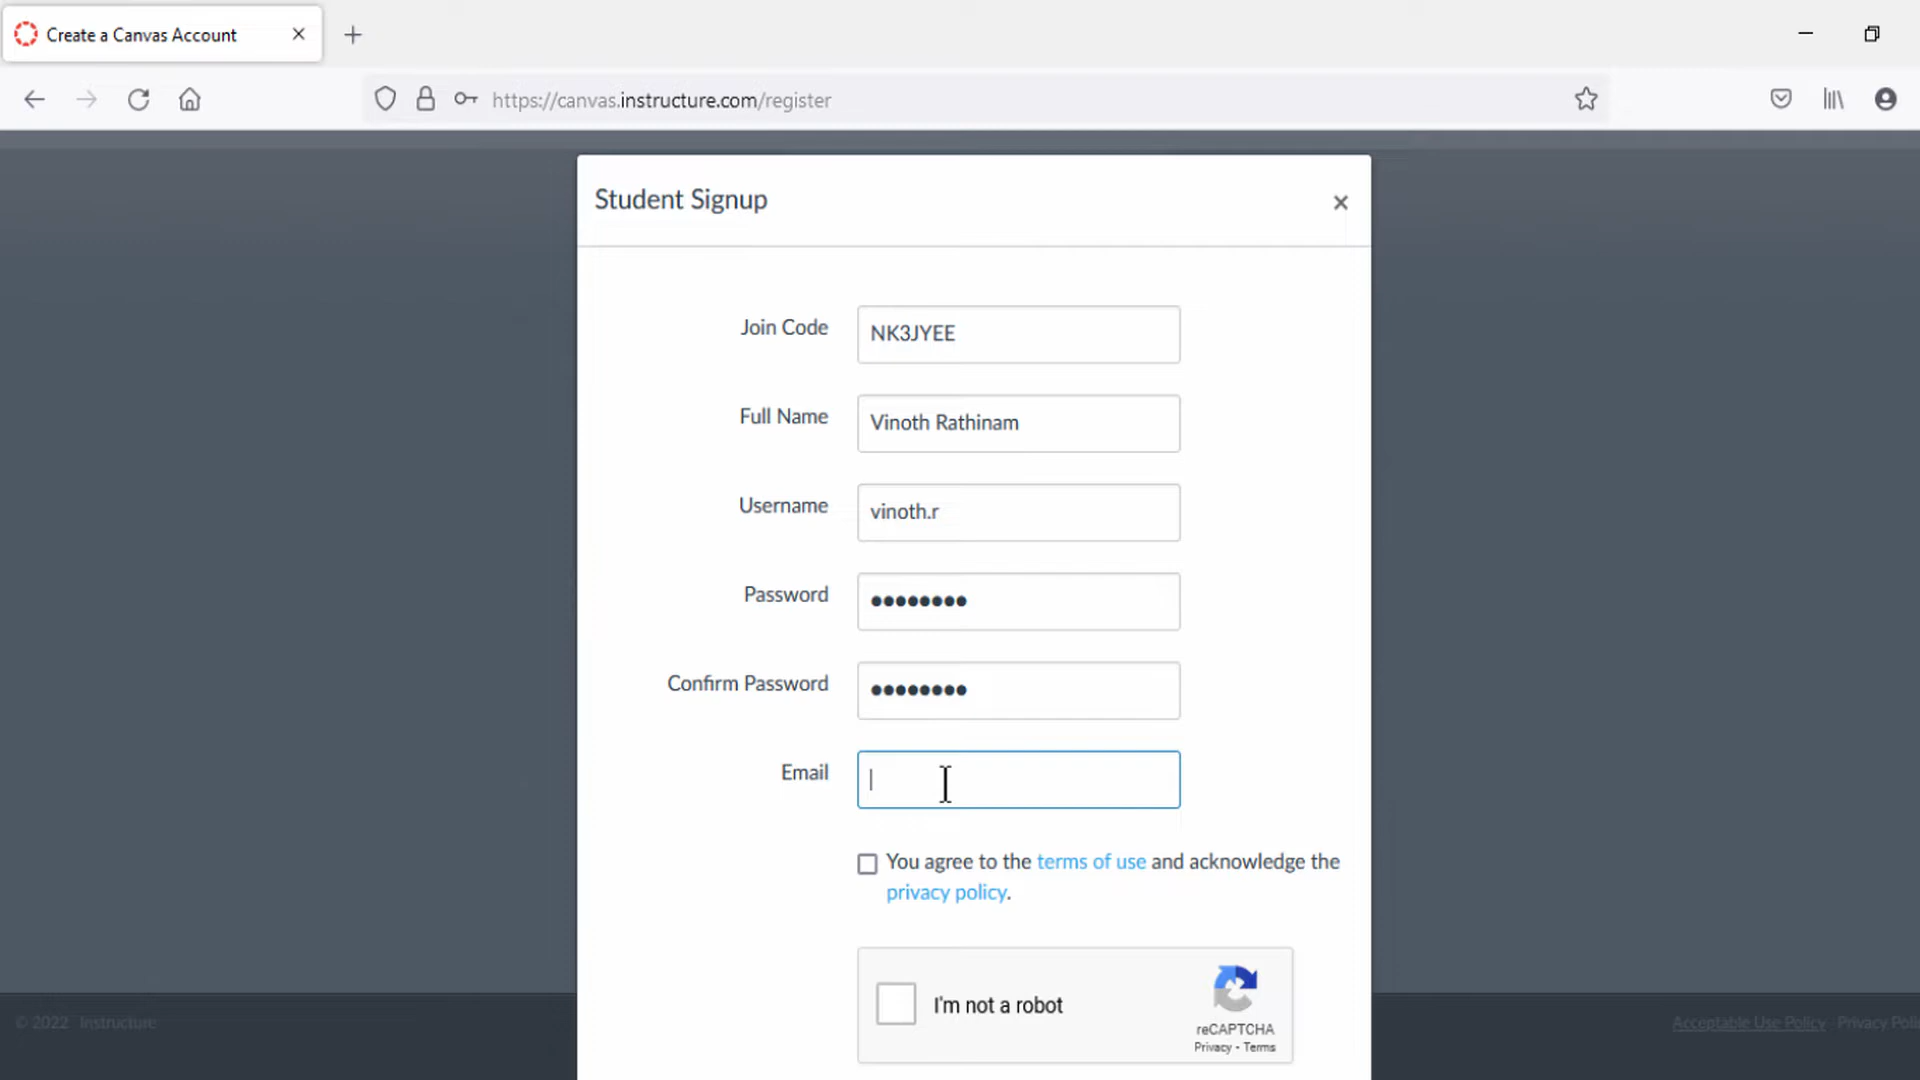 Create a Canvas Account
https://canvas.instructure.com/register
Student Signup
Join Code NK3JYEE
Full Name Vinoth Rathinam
Username vinoth.r
Password ●●●●●●●●
Confirm Password ●●●●●●●●
Email
You agree to the terms of use and acknowledge the
privacy policy.
I'm not a robot
reCAPTCHA
Privacy - Terms
© 2022 Instructure
Acceptable Use Policy Privacy Poli